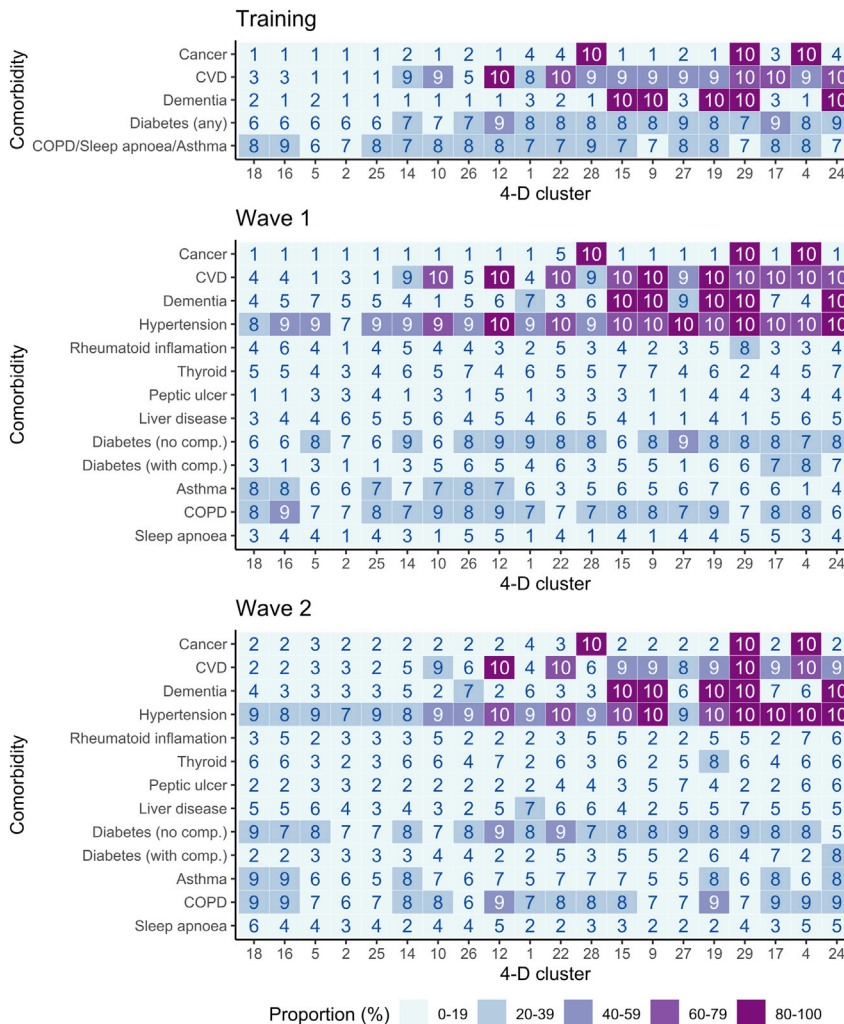 Training
Comorbidity
Cancer 1 1 1 1 1 2 1 2 1 4 4 10 1 1 2 1 10 3 10 4
CVD 3 3 1 1 1 9 9 5 10 8 10 9 9 9 9 9 10 10 9 10
Dementia 2 1 2 1 1 1 1 1 1 3 2 1 10 10 3 10 10 3 1 10
Diabetes (any) 6 6 6 6 6 7 7 7 9 8 8 8 8 8 9 8 7 9 8 9
COPD/Sleep apnoea/Asthma 8 9 6 7 8 7 8 8 8 7 7 9 7 7 8 8 7 8 8 7
18 16 5 2 25 14 10 26 12 1 22 28 15 9 27 19 29 17 4 24
4-D cluster
Wave 1
Comorbidity
Cancer 1 1 1 1 1 1 1 1 1 1 5 10 1 1 1 1 10 1 10 1
CVD 4 4 1 3 1 9 10 5 10 4 10 9 10 10 9 10 10 10 10 10
Dementia 4 5 7 5 5 4 1 5 6 7 3 6 10 10 9 10 10 7 4 10
Hypertension 8 9 9 7 9 9 9 9 10 9 10 9 10 10 10 10 10 10 10 10
Rheumatoid inflamation 4 6 4 1 4 5 4 4 3 2 5 3 4 2 3 5 8 3 3 4
Thyroid 5 5 4 3 4 6 5 7 4 6 5 5 7 7 4 6 2 4 5 7
Peptic ulcer 1 1 3 3 4 1 3 1 5 1 3 3 3 1 1 4 4 3 4 4
Liver disease 3 4 4 6 5 5 6 4 5 4 6 5 4 1 1 4 1 5 6 5
Diabetes (no comp.) 6 6 8 7 6 9 6 8 9 9 8 8 6 8 9 8 8 8 7 8
Diabetes (with comp.) 3 1 3 1 1 3 5 6 5 4 6 3 5 5 1 6 6 7 8 7
Asthma 8 8 6 6 7 7 7 8 7 6 3 5 6 5 6 7 6 6 1 4
COPD 8 9 7 7 8 7 9 8 9 7 7 7 8 8 7 9 7 8 8 6
Sleep apnoea 3 4 4 1 4 3 1 5 5 1 4 1 4 1 4 4 5 5 3 4
18 16 5 2 25 14 10 26 12 1 22 28 15 9 27 19 29 17 4 24
4-D cluster
Wave 2
Comorbidity
Cancer 2 2 3 2 2 2 2 2 2 4 3 10 2 2 2 2 10 2 10 2
CVD 2 2 3 3 2 5 9 6 10 4 10 6 9 9 8 9 10 9 10 9
Dementia 4 3 3 3 3 5 2 7 2 6 3 3 10 10 6 10 10 7 6 10
Hypertension 9 8 9 7 9 8 9 9 10 9 10 9 10 10 9 10 10 10 10 10
Rheumatoid inflamation 3 5 2 3 3 3 5 2 2 2 3 5 5 2 2 5 5 2 7 6
Thyroid 6 6 3 2 3 6 6 4 7 2 6 3 6 2 5 8 6 4 6 6
Peptic ulcer 2 2 3 3 2 2 2 2 2 2 4 4 3 5 7 4 2 2 6 6
Liver disease 5 5 6 4 3 4 3 2 5 7 6 6 4 2 5 5 7 5 5 5
Diabetes (no comp.) 9 7 8 7 7 8 7 8 9 8 9 7 8 8 9 8 9 8 8 5
Diabetes (with comp.) 2 2 3 3 3 3 4 4 2 2 5 3 5 5 2 6 4 7 2 8
Asthma 9 9 6 6 5 8 7 6 7 5 7 7 7 5 5 8 6 8 6 8
COPD 9 9 7 6 7 8 8 6 9 7 8 8 8 7 7 9 7 9 9 9
Sleep apnoea 6 4 4 3 4 2 4 4 5 2 2 3 3 2 2 2 4 3 5 5
18 16 5 2 25 14 10 26 12 1 22 28 15 9 27 19 29 17 4 24
4-D cluster
Proportion (%) 0-19 20-39 40-59 60-79 80-100